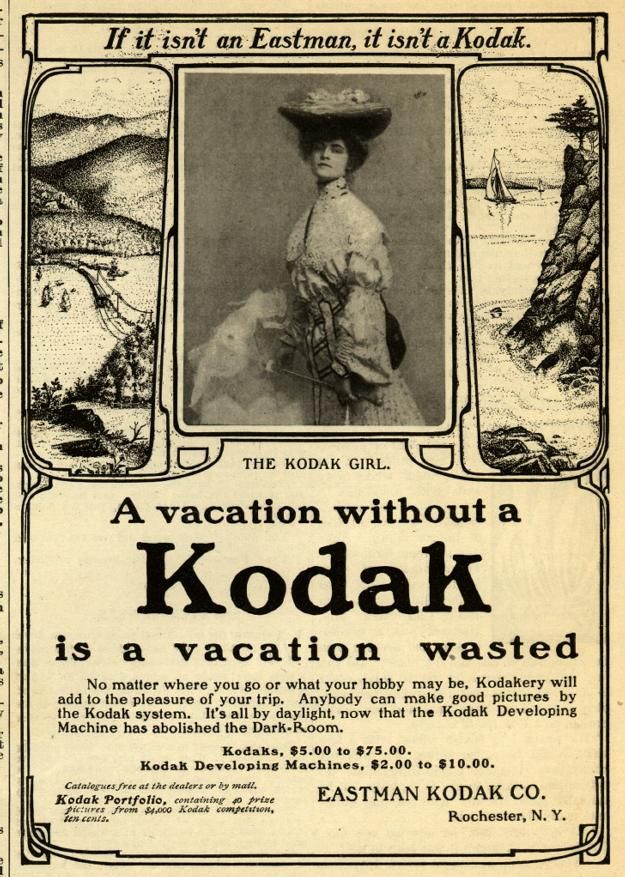 If it isn't an Eastman, it isn't a Kodak.
THE KODAK GIRL.
A vacation without a
Kodak
is a vacation wasted
No matter where you go or what your hobby may be, Kodakery will
add to the pleasure of your trip. Anybody can make good pictures by
the Kodak system. It's all by daylight, now that the Kodak Developing
Machine has abolished the Dark-Room.
Kodaks, $5.00 to $75.00.
Kodak Developing Machines, $2.00 to $10.00.
Catalogues free at the dealers or by mail.
Kodak Portfolio, containing 40 prize
pictures from $4,000 Kodak competition,
ten cents.
EASTMAN KODAK CO.
Rochester, N. Y.